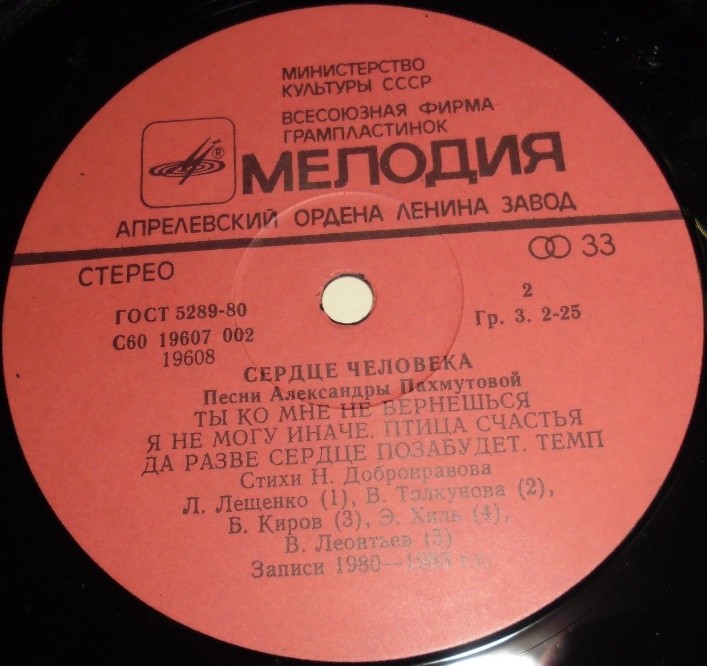 МИНИСТЕРСТВО
КУЛЬТУРЫ СССР
ВСЕСОЮЗНАЯ ФИРМА
ГРАМПЛАСТИНОК
®
МЕЛОДИЯ
АПРЕЛЕВСКИЙ ОРДЕНА ЛЕНИНА ЗАВОД
СТЕРЕО
33
ГОСТ 5289-80
2
С60 19607 002
Гр. 3. 2-25
19608
СЕРДЦЕ ЧЕЛОВЕКА
Песни Александры Пахмутовой
ТЫ КО МНЕ НЕ ВЕРНЕШЬСЯ
Я НЕ МОГУ ИНАЧЕ. ПТИЦА СЧАСТЬЯ
ДА РАЗВЕ СЕРДЦЕ ПОЗАБУДЕТ. ТЕМП
Стихи Н. Добронравова
Л. Лещенко (1), В. Толкунова (2),
Б. Киров (3), Э. Хиль (4),
В. Леонтьев (5)
Записи 1980—1983 гг.